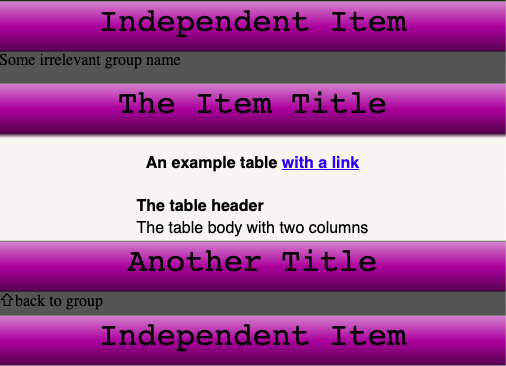 Independent Item
Some irrelevant group name
The Item Title
An example table with a link
The table header
The table body with two columns
Another Title
⇧back to group
Independent Item